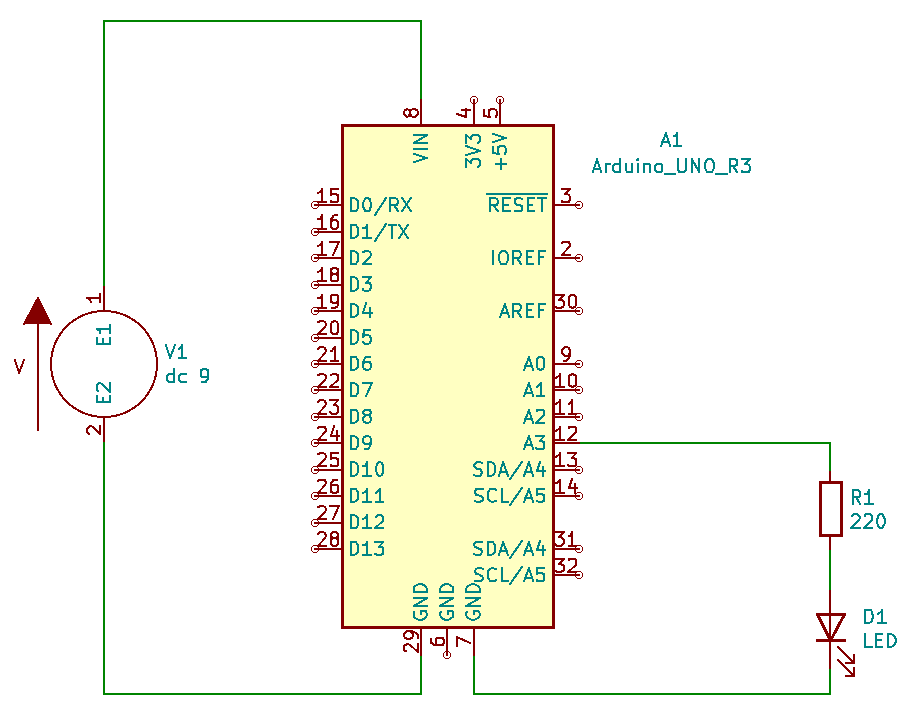 8
4
5
VIN
3V3
+5V
A1
Arduino_UNO_R3
15
D0/RX
RESET
3
16
D1/TX
17
D2
IOREF
2
18
D3
19
D4
AREF
30
20
D5
21
D6
A0
9
22
D7
A1
10
23
D8
A2
11
24
D9
A3
12
25
D10
SDA/A4
13
26
D11
SCL/A5
14
27
D12
28
D13
SDA/A4
31
SCL/A5
32
GND
GND
GND
29
6
7
1
E1
V
V1
dc 9
E2
2
R1
220
D1
LED